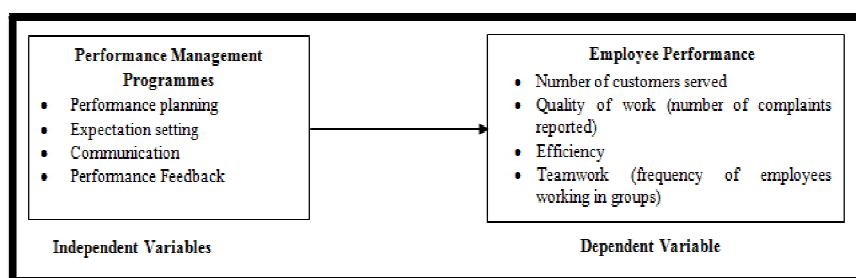 Performance Management
Programmes
• Performance planning
• Expectation setting
• Communication
• Performance Feedback
Independent Variables
Employee Performance
• Number of customers served
• Quality of work (number of complaints
reported)
• Efficiency
• Teamwork (frequency of employees
working in groups)
Dependent Variable